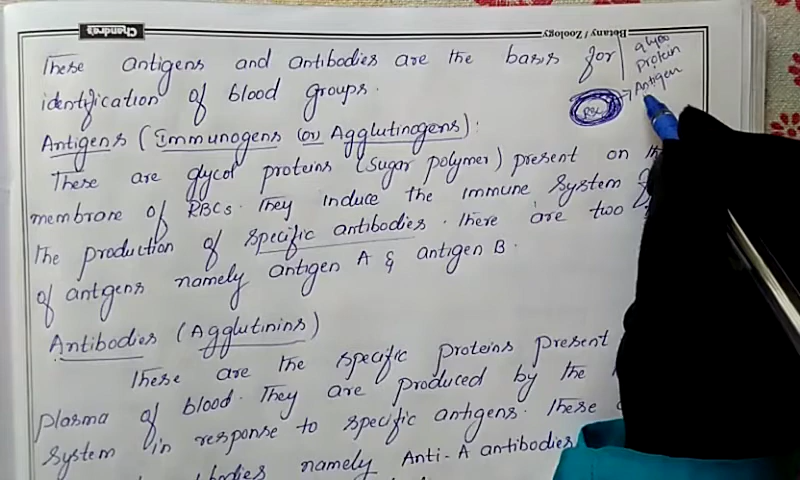 Chandra's
Botany / Zoology
These antigens and antibodies are the basis for
identification of blood groups.
glyco
protein
Antigen
RBC
Antigens (Immunogens (or) Agglutinogens):
These are glycol proteins (sugar polymer) present on
membrane of RBCs. They induce the immune system
the production of specific antibodies. There are two
of antigens namely antigen A & antigen B.
Antibodies (Agglutinins)
These are the specific proteins present
plasma of blood. They are produced by the
system in response to specific antigens. These
namely Anti-A antibodies